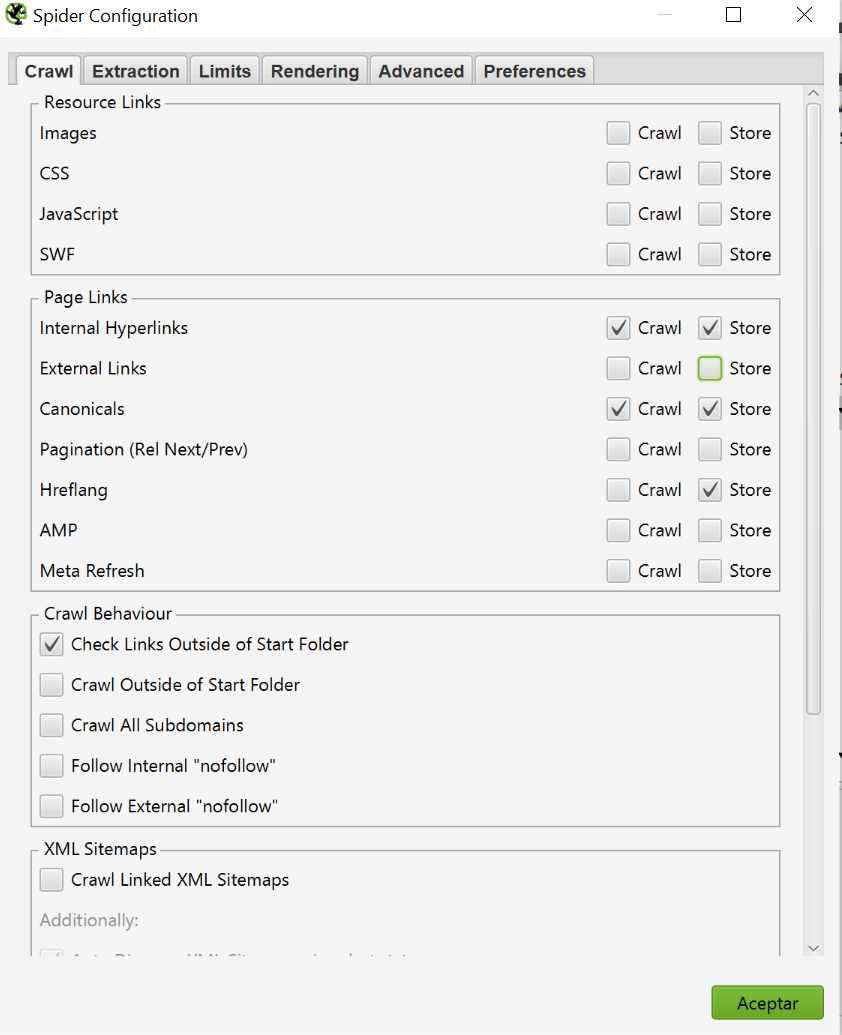 Spider Configuration
Crawl Extraction Limits Rendering Advanced Preferences
Resource Links
Images Crawl Store
CSS Crawl Store
JavaScript Crawl Store
SWF Crawl Store
Page Links
Internal Hyperlinks Crawl Store
External Links Crawl Store
Canonicals Crawl Store
Pagination (Rel Next/Prev) Crawl Store
Hreflang Crawl Store
AMP Crawl Store
Meta Refresh Crawl Store
Crawl Behaviour
Check Links Outside of Start Folder
Crawl Outside of Start Folder
Crawl All Subdomains
Follow Internal "nofollow"
Follow External "nofollow"
XML Sitemaps
Crawl Linked XML Sitemaps
Additionally:
Aceptar